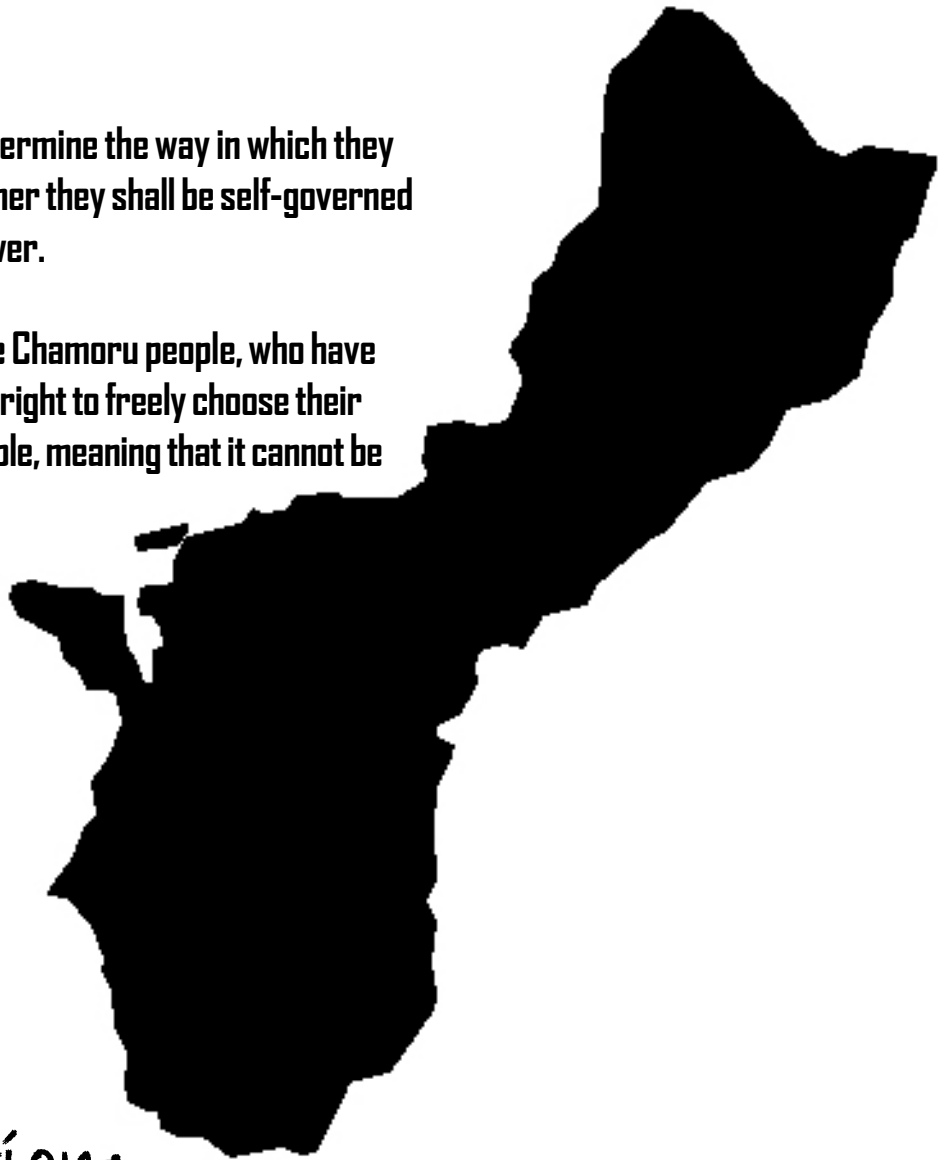 ermine the way in which they
her they shall be self-governed
ver.
e Chamoru people, who have
right to freely choose their
ble, meaning that it cannot be